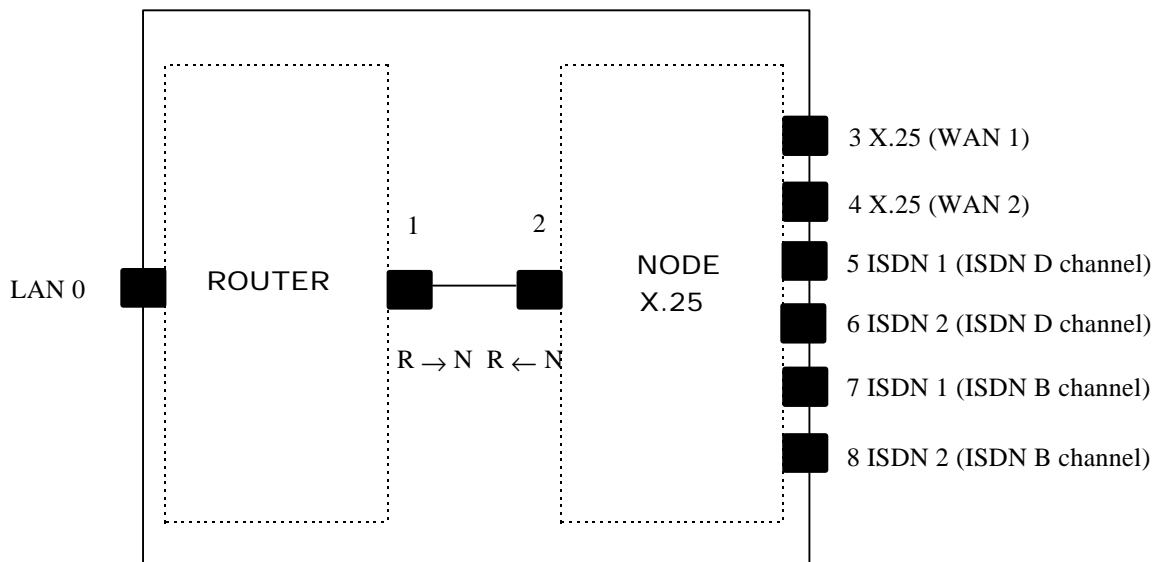 3 X.25 (WAN 1)
4 X.25 (WAN 2)
1
2
5 ISDN 1 (ISDN D channel)
LAN 0
ROUTER
NODE
X.25
6 ISDN 2 (ISDN D channel)
R → N
R ← N
7 ISDN 1 (ISDN B channel)
8 ISDN 2 (ISDN B channel)